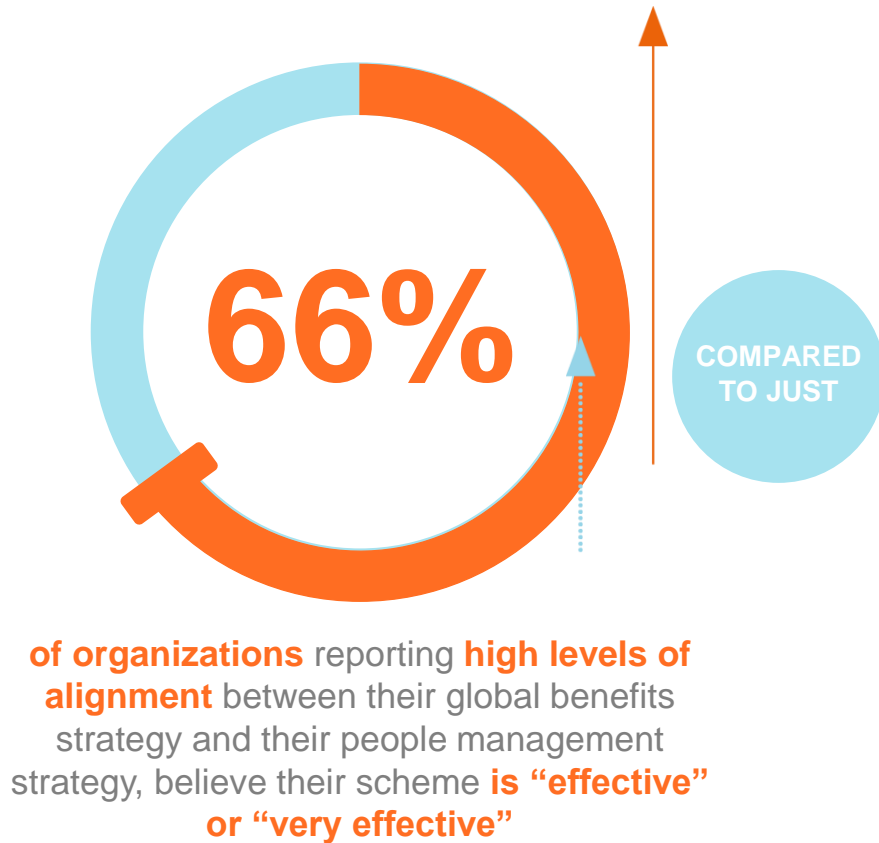 66%
COMPARED
TO JUST
of organizations reporting high levels of
alignment between their global benefits
strategy and their people management
strategy, believe their scheme is “effective”
or “very effective”